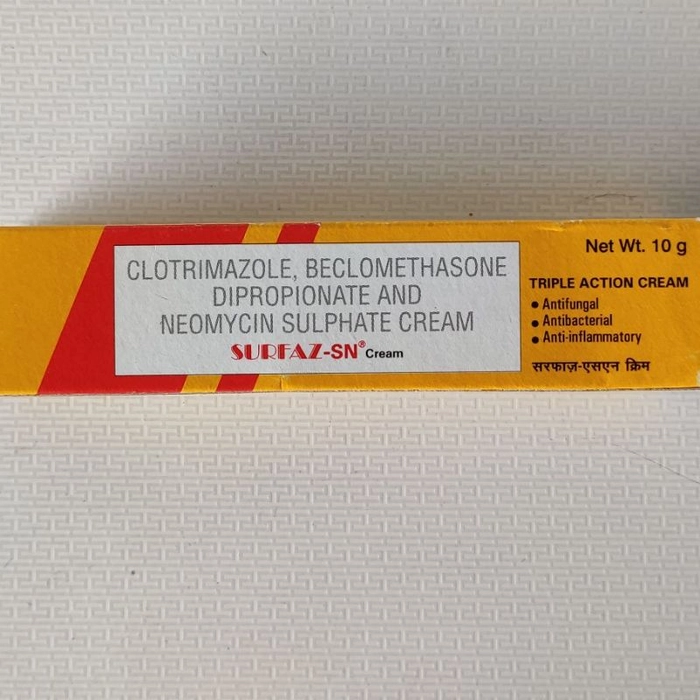 CLOTRIMAZOLE, BECLOMETHASONE
DIPROPIONATE AND
NEOMYCIN SULPHATE CREAM
SURFAZ-SN® Cream
Net Wt. 10 g
TRIPLE ACTION CREAM
• Antifungal
• Antibacterial
• Anti-inflammatory
सरफाज़-एसएन क्रिम